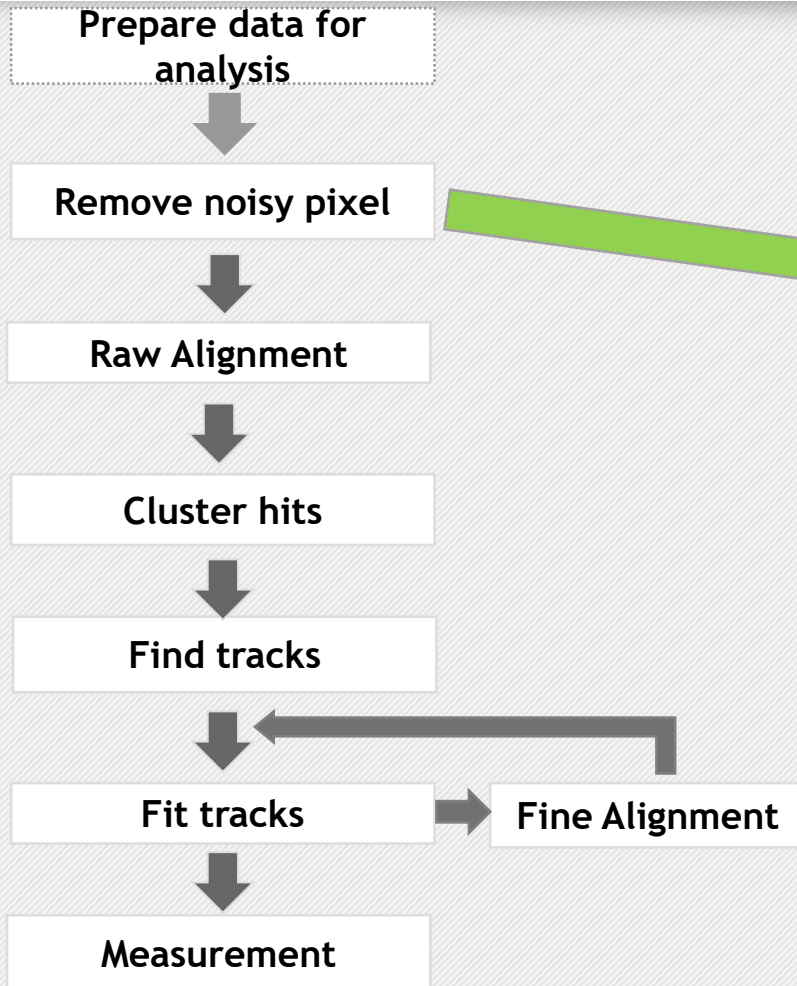 Prepare data for
analysis
Remove noisy pixel
Raw Alignment
Cluster hits
Find tracks
Fit tracks
Fine Alignment
Measurement